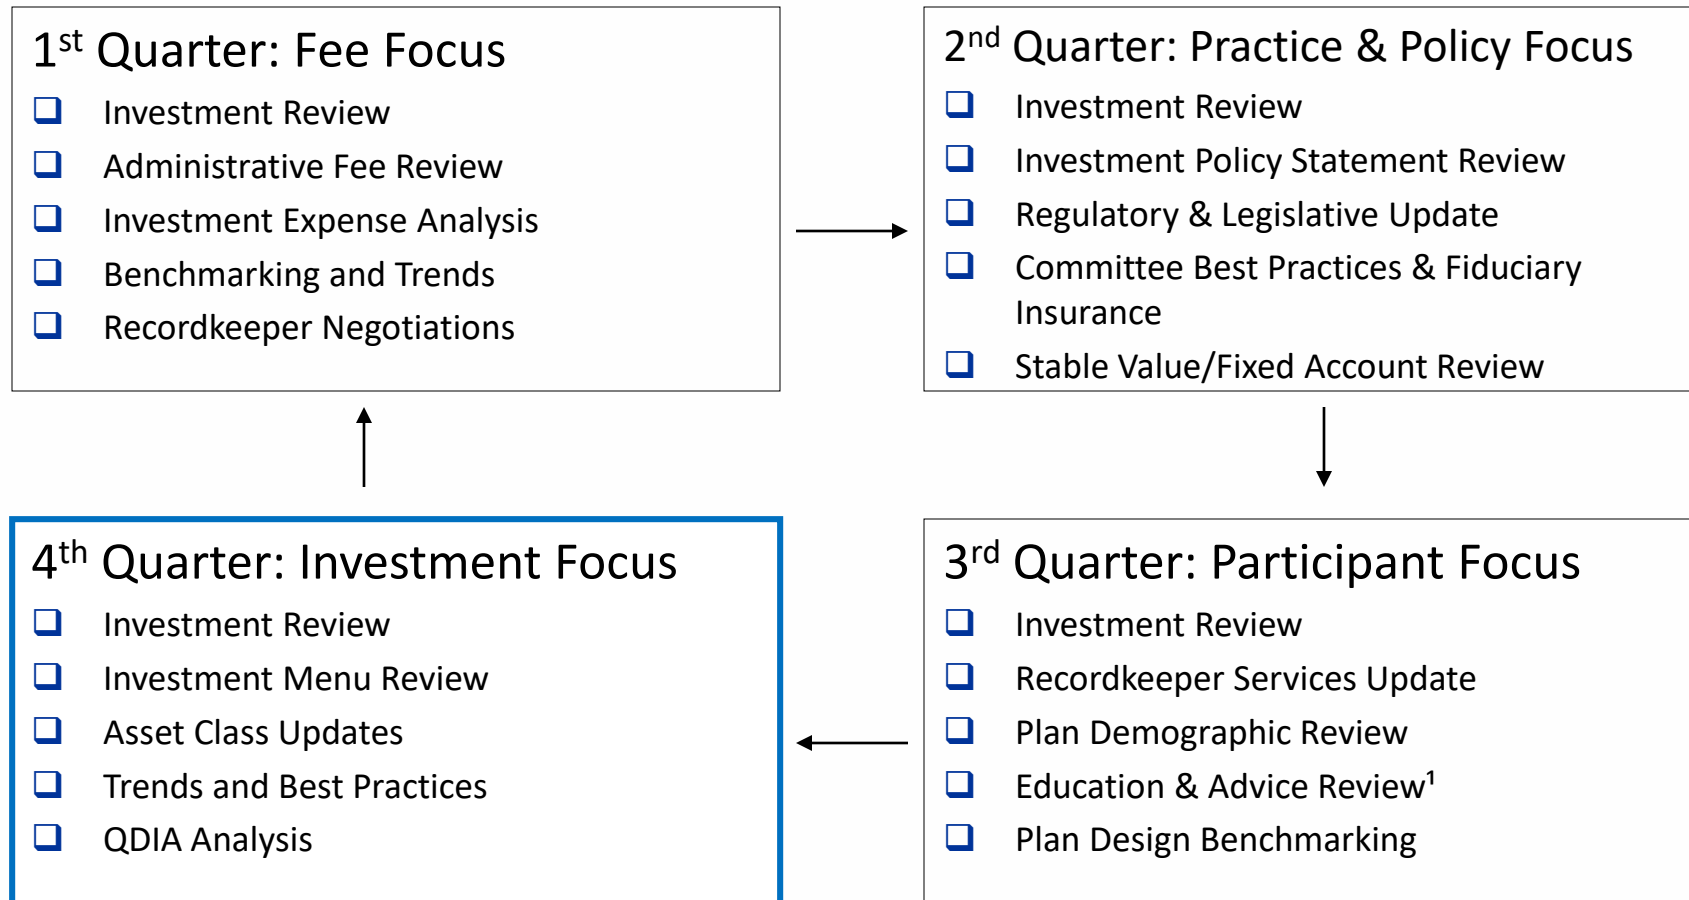 1st Quarter: Fee Focus
Investment Review
Administrative Fee Review
Investment Expense Analysis
Benchmarking and Trends
Recordkeeper Negotiations
2nd Quarter: Practice & Policy Focus
Investment Review
Investment Policy Statement Review
Regulatory & Legislative Update
Committee Best Practices & Fiduciary
Insurance
Stable Value/Fixed Account Review
3rd Quarter: Participant Focus
Investment Review
Recordkeeper Services Update
Plan Demographic Review
Education & Advice Review¹
Plan Design Benchmarking
4th Quarter: Investment Focus
Investment Review
Investment Menu Review
Asset Class Updates
Trends and Best Practices
QDIA Analysis